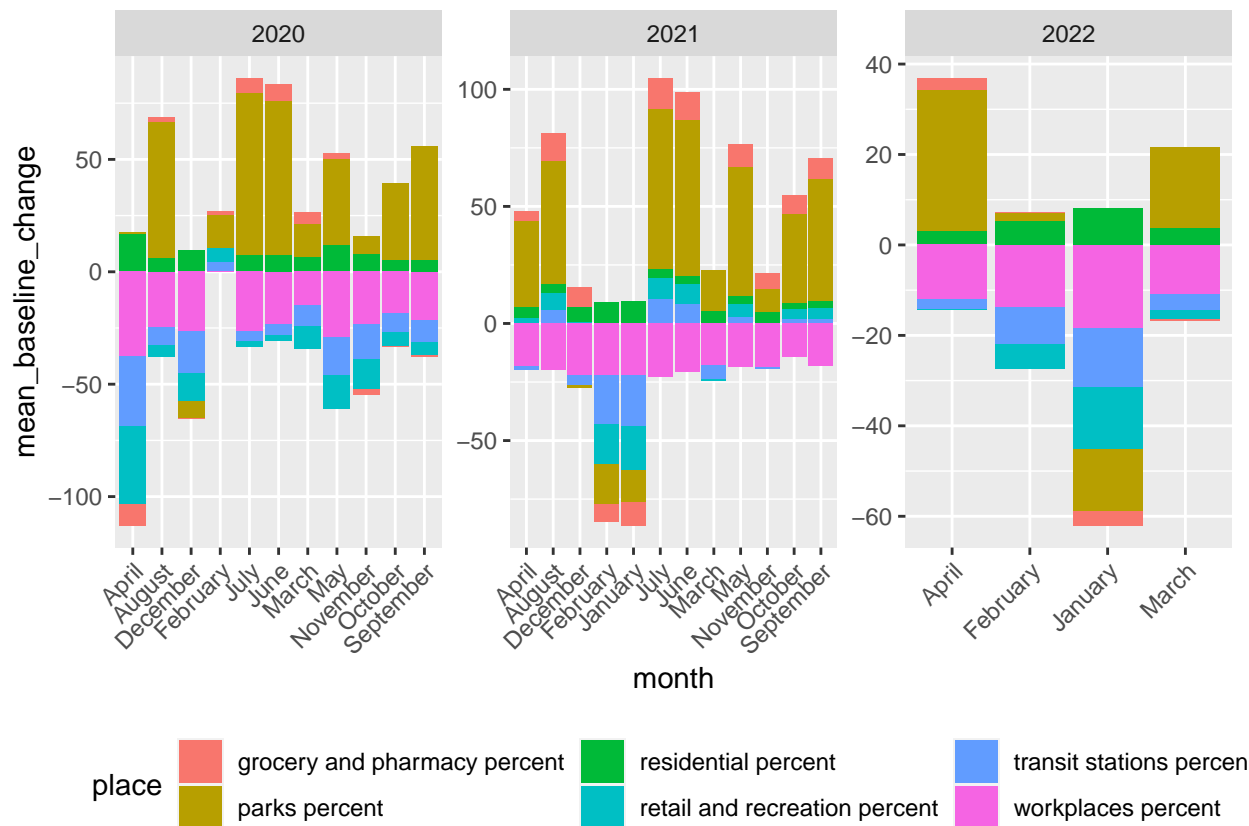 2020 2021 2022
mean_baseline_change
50
0
−50
−100
100
50
0
−50
40
20
0
−20
−40
−60
April August December February July June March May November October September
April August December February January July June March May November October September
April February January March
month
place
grocery and pharmacy percent residential percent transit stations percen
parks percent retail and recreation percent workplaces percent